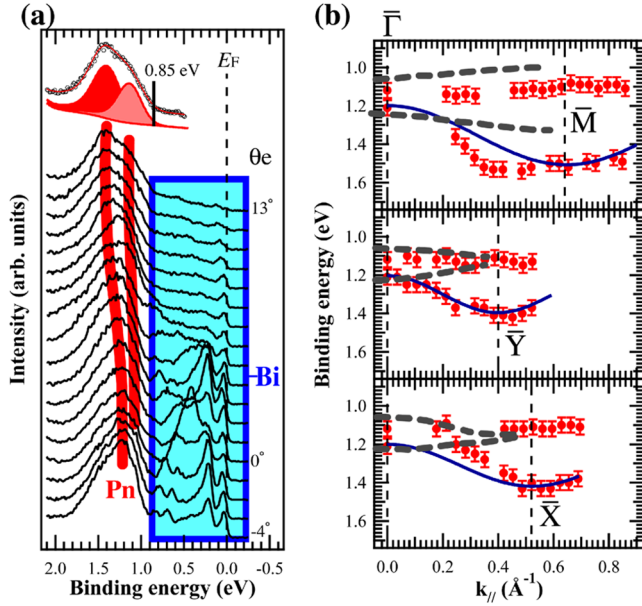 (a)
0.85 eV
E_F
θe
13°
Bi
0°
Pn
-4°
Intensity (arb. units)
2.0 1.5 1.0 0.5 0.0
Binding energy (eV)
(b)
Γ̅
1.0
1.2
1.4
1.6
M̅
1.0
1.2
1.4
1.6
Y̅
1.0
1.2
1.4
1.6
X̅
Binding energy (eV)
0.0 0.2 0.4 0.6 0.8
k// (Å⁻¹)